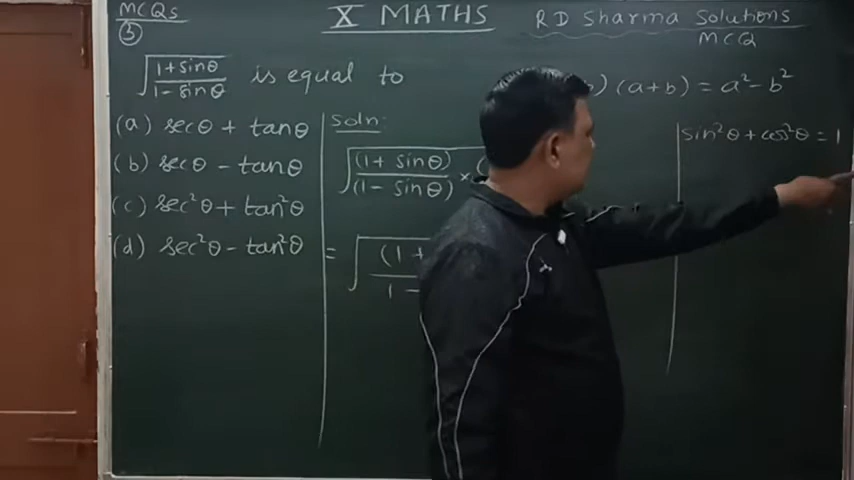 MCQs
3
X MATHS
RD Sharma Solutions
MCQ
√(1+sinθ)/(1-sinθ) is equal to
(a) secθ + tanθ
(b) secθ - tanθ
(c) sec²θ + tan²θ
(d) sec²θ - tan²θ
Soln:
√(1 + sinθ)/(1 - sinθ) ×
= √(1+
1-
b) (a+b) = a² - b²
sin²θ + cos²θ = 1